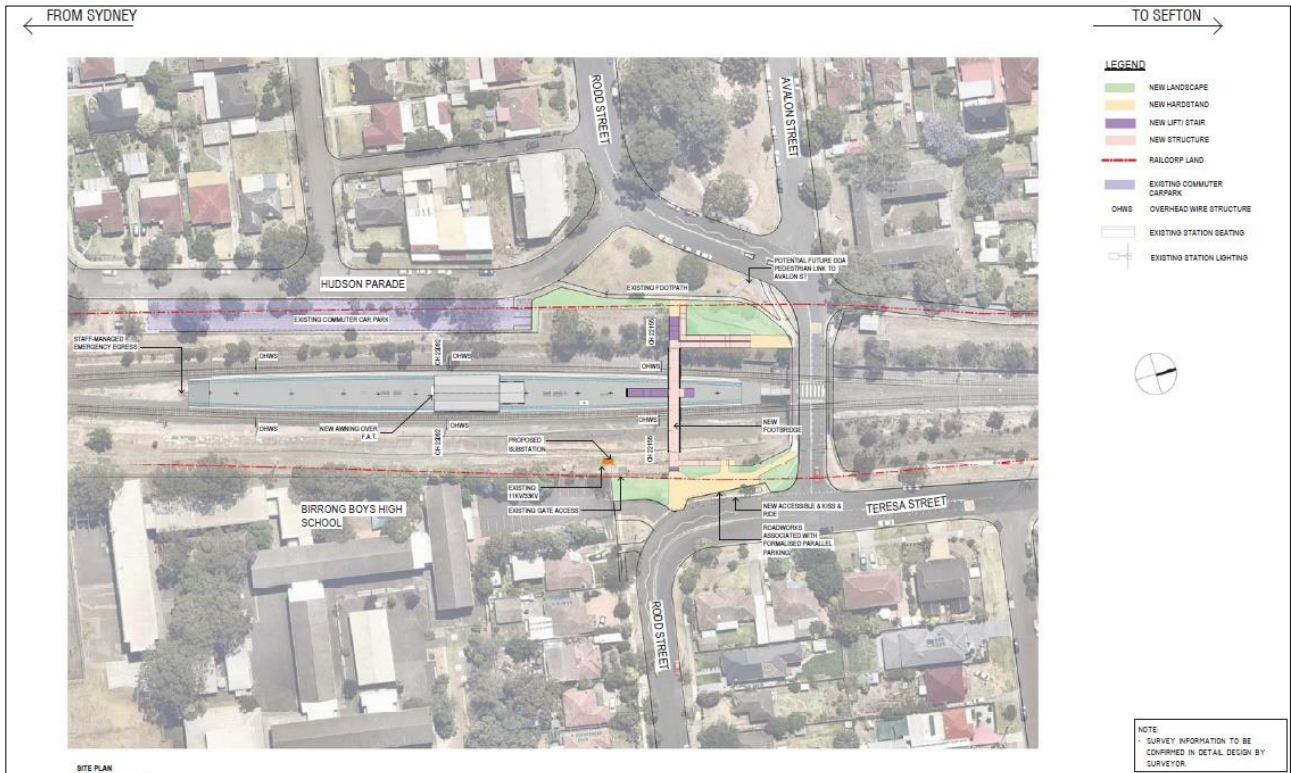 FROM SYDNEY
TO SEFTON
LEGEND
NEW LANDSCAPE
NEW HARDSTAND
NEW LIFT/ STAIR
NEW STRUCTURE
RAILCORP LAND
EXISTING COMMUTER
CARPARK
OHWS
OVERHEAD WIRE STRUCTURE
EXISTING STATION SEATING
EXISTING STATION LIGHTING
RODD STREET
AVALON STREET
HUDSON PARADE
POTENTIAL FUTURE DDA
PEDESTRIAN LINK TO
AVALON ST
EXISTING FOOTPATH
EXISTING COMMUTER CAR PARK
STAFF-MANAGED
EMERGENCY EGRESS
OHWS
OHWS
OHWS
CH 22155
NEW AWNING OVER
F.A.T.
OHWS
OHWS
OHWS
CH 22155
PROPOSED
SUBSTATION
NEW
FOOTBRIDGE
EXISTING
11KV/33KV
EXISTING GATE ACCESS
BIRRONG BOYS HIGH
SCHOOL
NEW ACCESSIBLE & KISS &
RIDE
TERESA STREET
ROADWORKS
ASSOCIATED WITH
FORMALISED PARALLEL
PARKING
RODD STREET
NOTE:
- SURVEY INFORMATION TO BE
CONFIRMED IN DETAIL DESIGN BY
SURVEYOR.
SITE PLAN